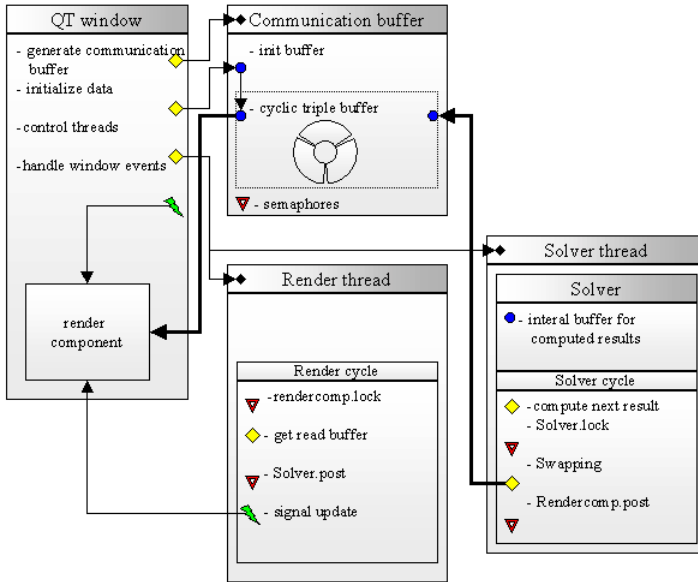 QT window
- generate communication
buffer
- initialize data
-control threads
-handle window events
render
component
Communication buffer
- init buffer
- cyclic triple buffer
- semaphores
Render thread
Render cycle
-rendercomp.lock
- get read buffer
- Solver.post
- signal update
Solver thread
Solver
- interal buffer for
computed results
Solver cycle
-compute next result
- Solver.lock
- Swapping
- Rendercomp.post